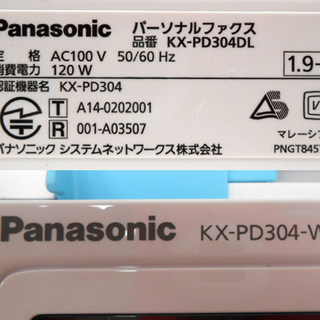 Panasonic パーソナルファックス
品番 KX-PD304DL
定 格 AC100 V 50/60 Hz
消費電力 120 W
1.9-
認証機器名 KX-PD304
T A14-0202001
R 001-A03507
パナソニック システムネットワークス株式会社
マレーシア
PNGT845
Panasonic KX-PD304-W